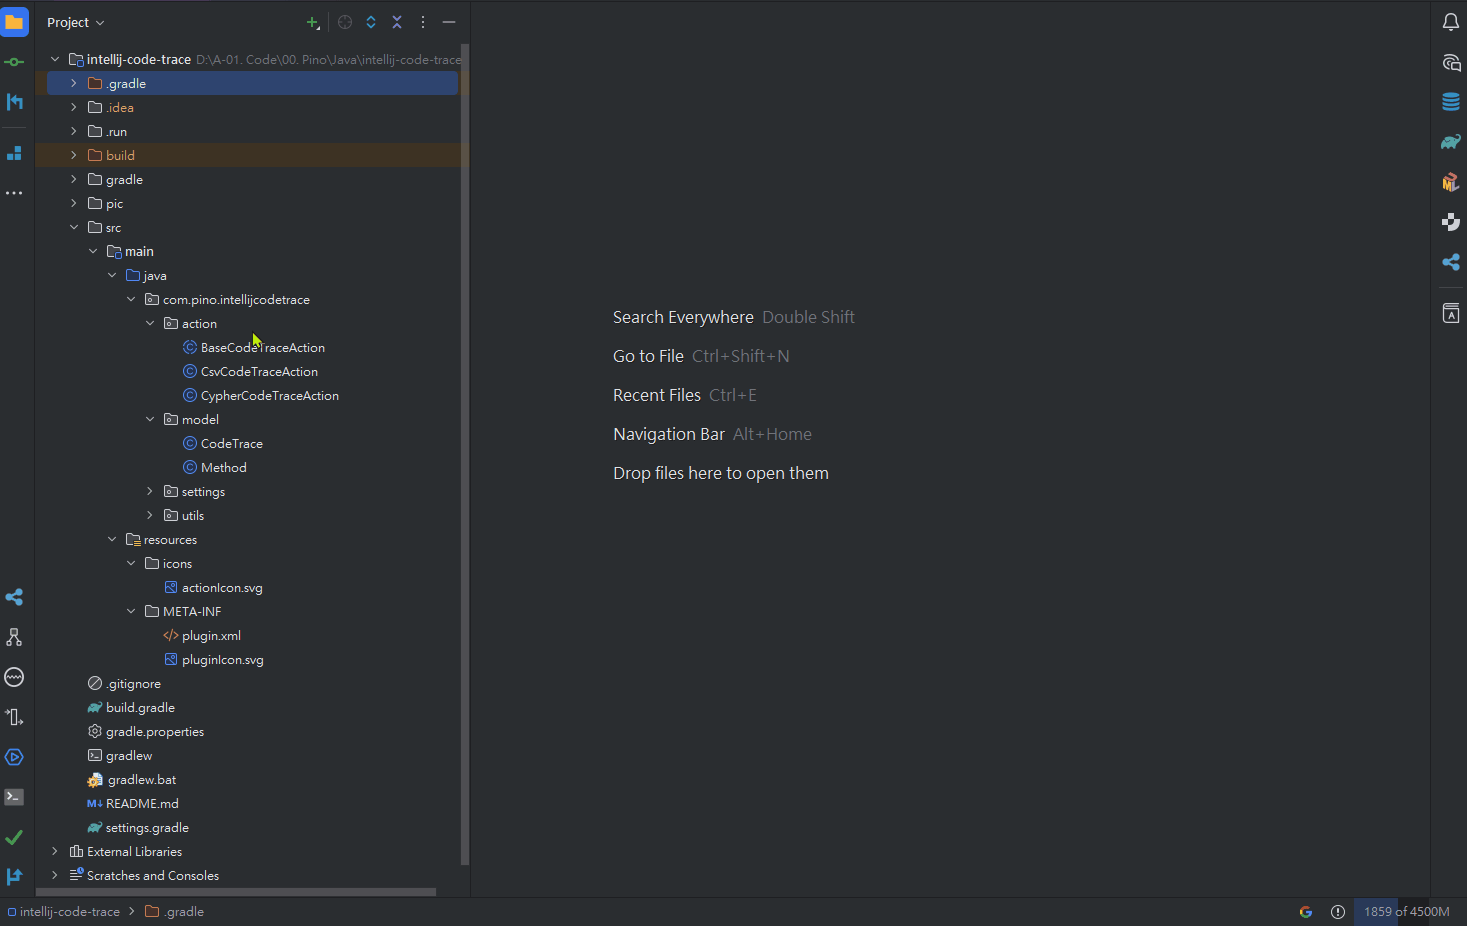 Project
intellij-code-trace D:\A-01. Code\00. Pino\Java\intellij-code-trace
.gradle
.idea
.run
build
gradle
pic
src
main
java
com.pino.intellijcodetrace
action
BaseCodeTraceAction
CsvCodeTraceAction
CypherCodeTraceAction
model
CodeTrace
Method
settings
utils
resources
icons
actionIcon.svg
META-INF
plugin.xml
pluginIcon.svg
.gitignore
build.gradle
gradle.properties
gradlew
gradlew.bat
README.md
settings.gradle
External Libraries
Scratches and Consoles
Search Everywhere Double Shift
Go to File Ctrl+Shift+N
Recent Files Ctrl+E
Navigation Bar Alt+Home
Drop files here to open them
intellij-code-trace > .gradle
1859 of 4500M